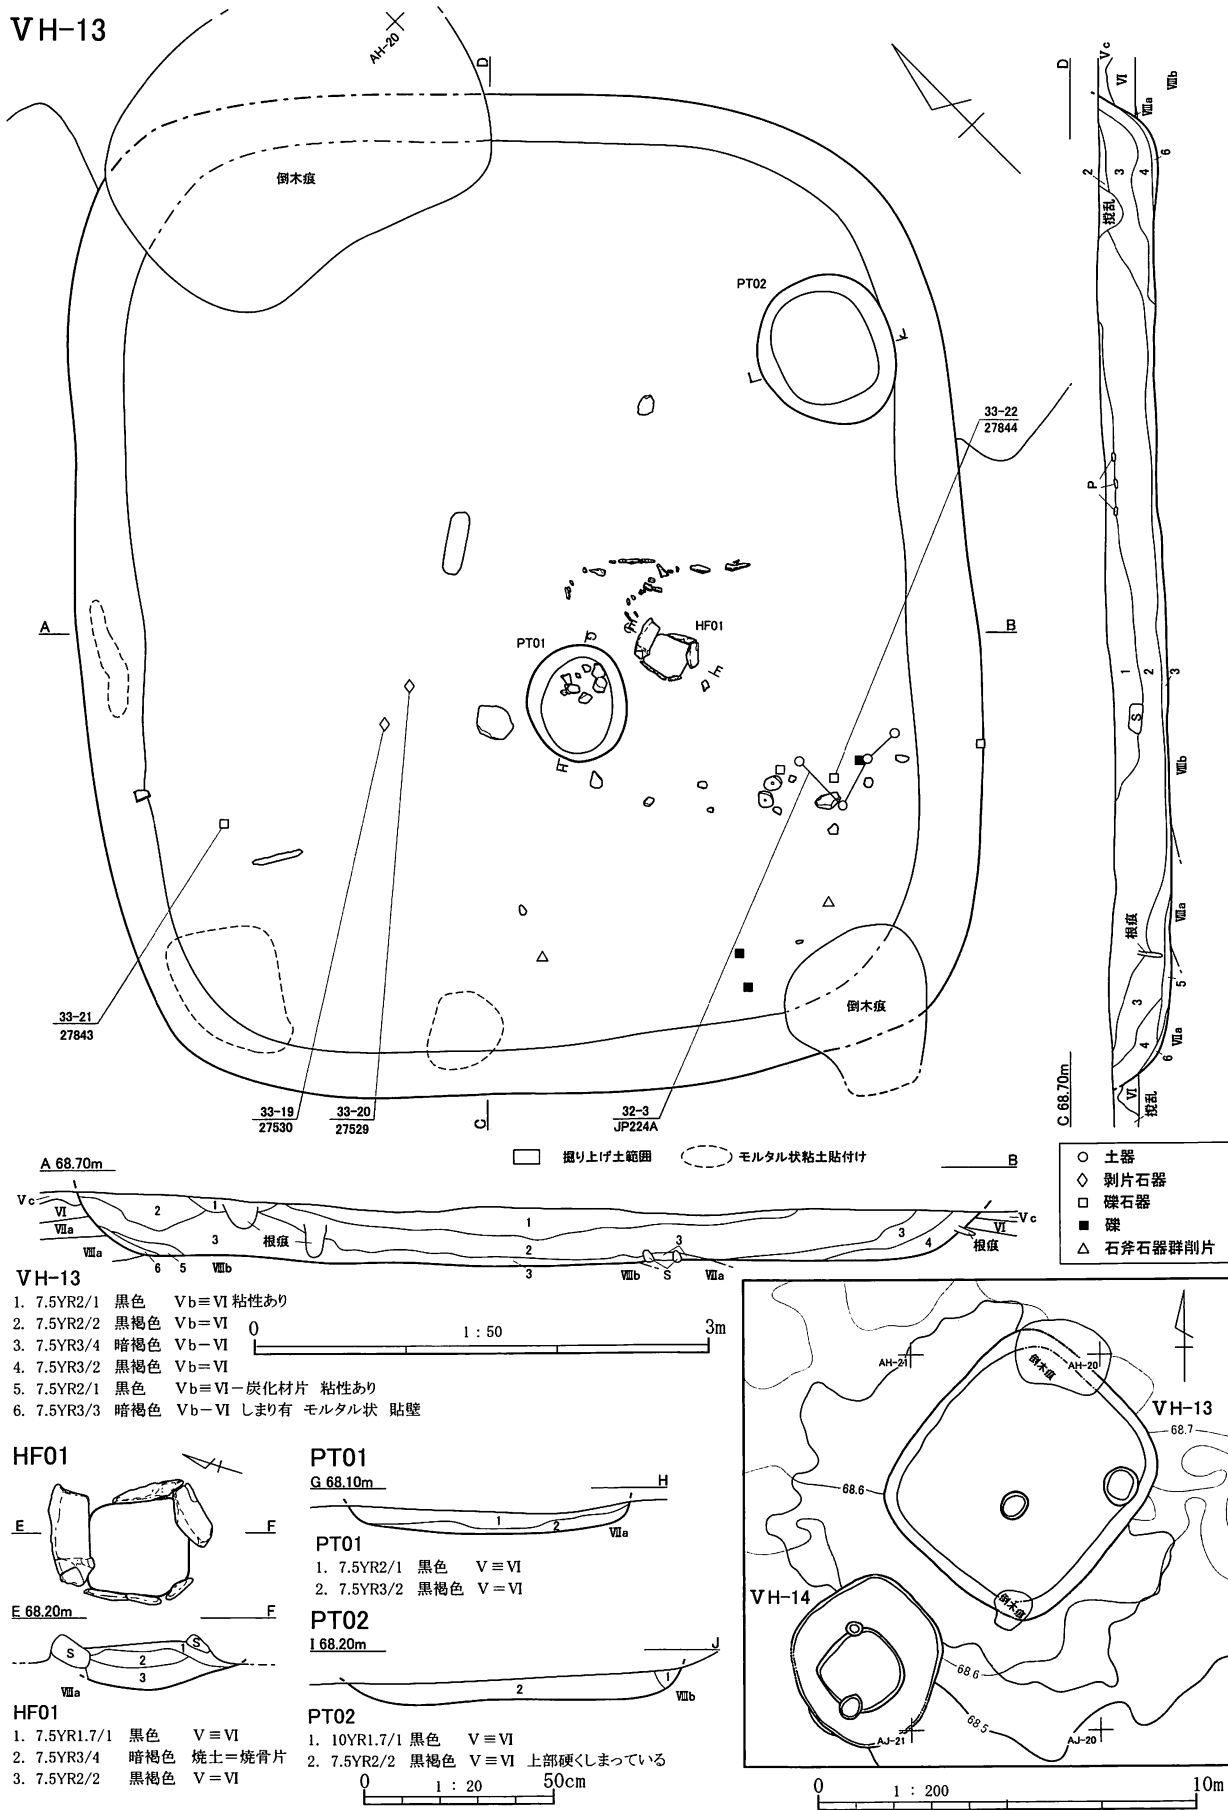 ⅤH-13
AH-20
D
倒木痕
PT02
K
L
33-22
27844
A
B
PT01
HF01
G
E
F
H
倒木痕
33-21
27843
33-19
27530
33-20
27529
32-3
JP224A
C
D
Ⅴc
Ⅵ
Ⅶa
Ⅷb
2
3
4
6
撹乱
P
1
2
3
S
Ⅷb
根痕
Ⅶa
3
5
4
6
Ⅶa
Ⅵ
撹乱
C 68.70m
掘り上げ土範囲
モルタル状粘土貼付け
○ 土器
◇ 剥片石器
□ 礫石器
■ 礫
△ 石斧石器群削片
A 68.70m
B
Ⅴc
Ⅵ
Ⅶa
Ⅷa
2
1
3
根痕
1
2
3
3
S
3
4
根痕
Ⅵ
Ⅴc
6
5
Ⅷb
Ⅷb
Ⅶa
ⅤH-13
1. 7.5YR2/1 黒色 Ⅴb≡Ⅵ 粘性あり
2. 7.5YR2/2 黒褐色 Ⅴb=Ⅵ
3. 7.5YR3/4 暗褐色 Ⅴb-Ⅵ
4. 7.5YR3/2 黒褐色 Ⅴb=Ⅵ
5. 7.5YR2/1 黒色 Ⅴb≡Ⅵ-炭化材片 粘性あり
6. 7.5YR3/3 暗褐色 Ⅴb-Ⅵ しまり有 モルタル状 貼壁
0 1:50 3m
HF01
E
F
E 68.20m
F
S
S
1
2
3
Ⅷa
HF01
1. 7.5YR1.7/1 黒色 Ⅴ≡Ⅵ
2. 7.5YR3/4 暗褐色 焼土=焼骨片
3. 7.5YR2/2 黒褐色 Ⅴ=Ⅵ
PT01
G 68.10m
H
1
2
Ⅶa
PT01
1. 7.5YR2/1 黒色 Ⅴ≡Ⅵ
2. 7.5YR3/2 黒褐色 Ⅴ=Ⅵ
PT02
I 68.20m
J
1
2
Ⅷb
PT02
1. 10YR1.7/1 黒色 Ⅴ≡Ⅵ
2. 7.5YR2/2 黒褐色 Ⅴ≡Ⅵ 上部硬くしまっている
0 1:20 50cm
AH-21
AH-20
倒木痕
ⅤH-13
68.7
68.6
倒木痕
ⅤH-14
68.6
68.5
AJ-21
AJ-20
0 1:200 10m